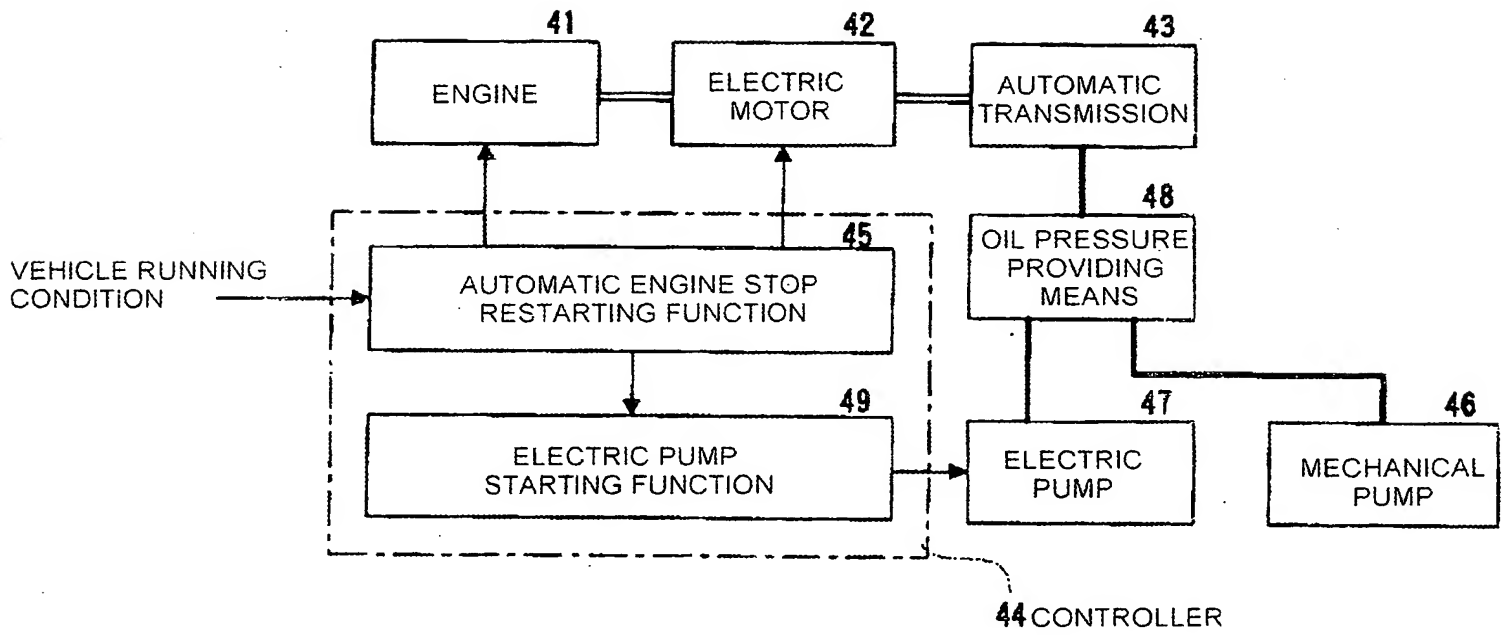 41
ENGINE
42
ELECTRIC
MOTOR
43
AUTOMATIC
TRANSMISSION
48
OIL PRESSURE
PROVIDING
MEANS
VEHICLE RUNNING
CONDITION
45
AUTOMATIC ENGINE STOP
RESTARTING FUNCTION
49
ELECTRIC PUMP
STARTING FUNCTION
47
ELECTRIC
PUMP
46
MECHANICAL
PUMP
44 CONTROLLER